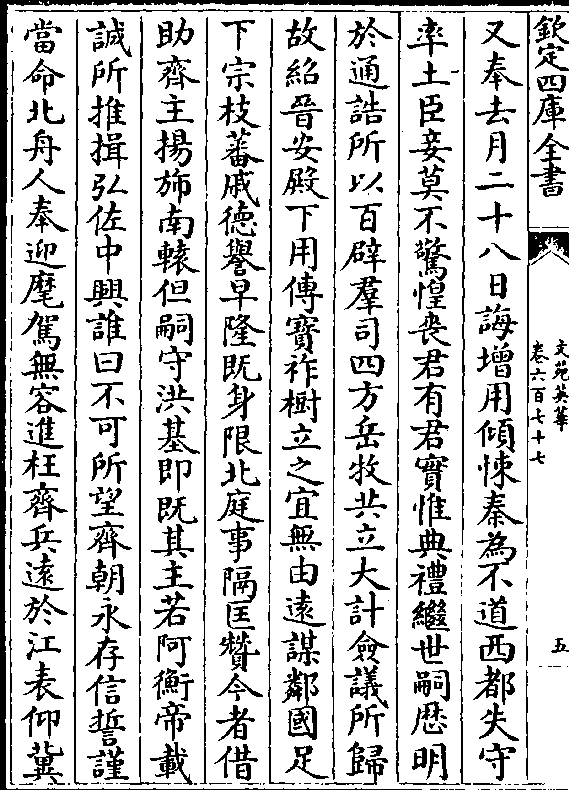 欽定四庫全書
文苑英華
卷六百七十七
五
又奉去月二十八日誨增用傾悚秦為不道西都失守
率土臣妾莫不驚惶喪君有君實惟典禮繼世嗣歴明
於通誥所以百辟羣司四方岳牧共立大計僉議所歸
故紹晉安殿下用傳寳祚樹立之宜無由遠謀鄰國足
下宗枝蕃戚德譽早隆既身限北庭事隔匡贊今者借
助齊主揚斾南轅但嗣守洪基即既其主若阿衡帝載
誠所推揖弘佐中興誰曰不可所望齊朝永存信誓謹
當命北舟人奉迎麾駕無容進枉齊兵遠於江表仰冀